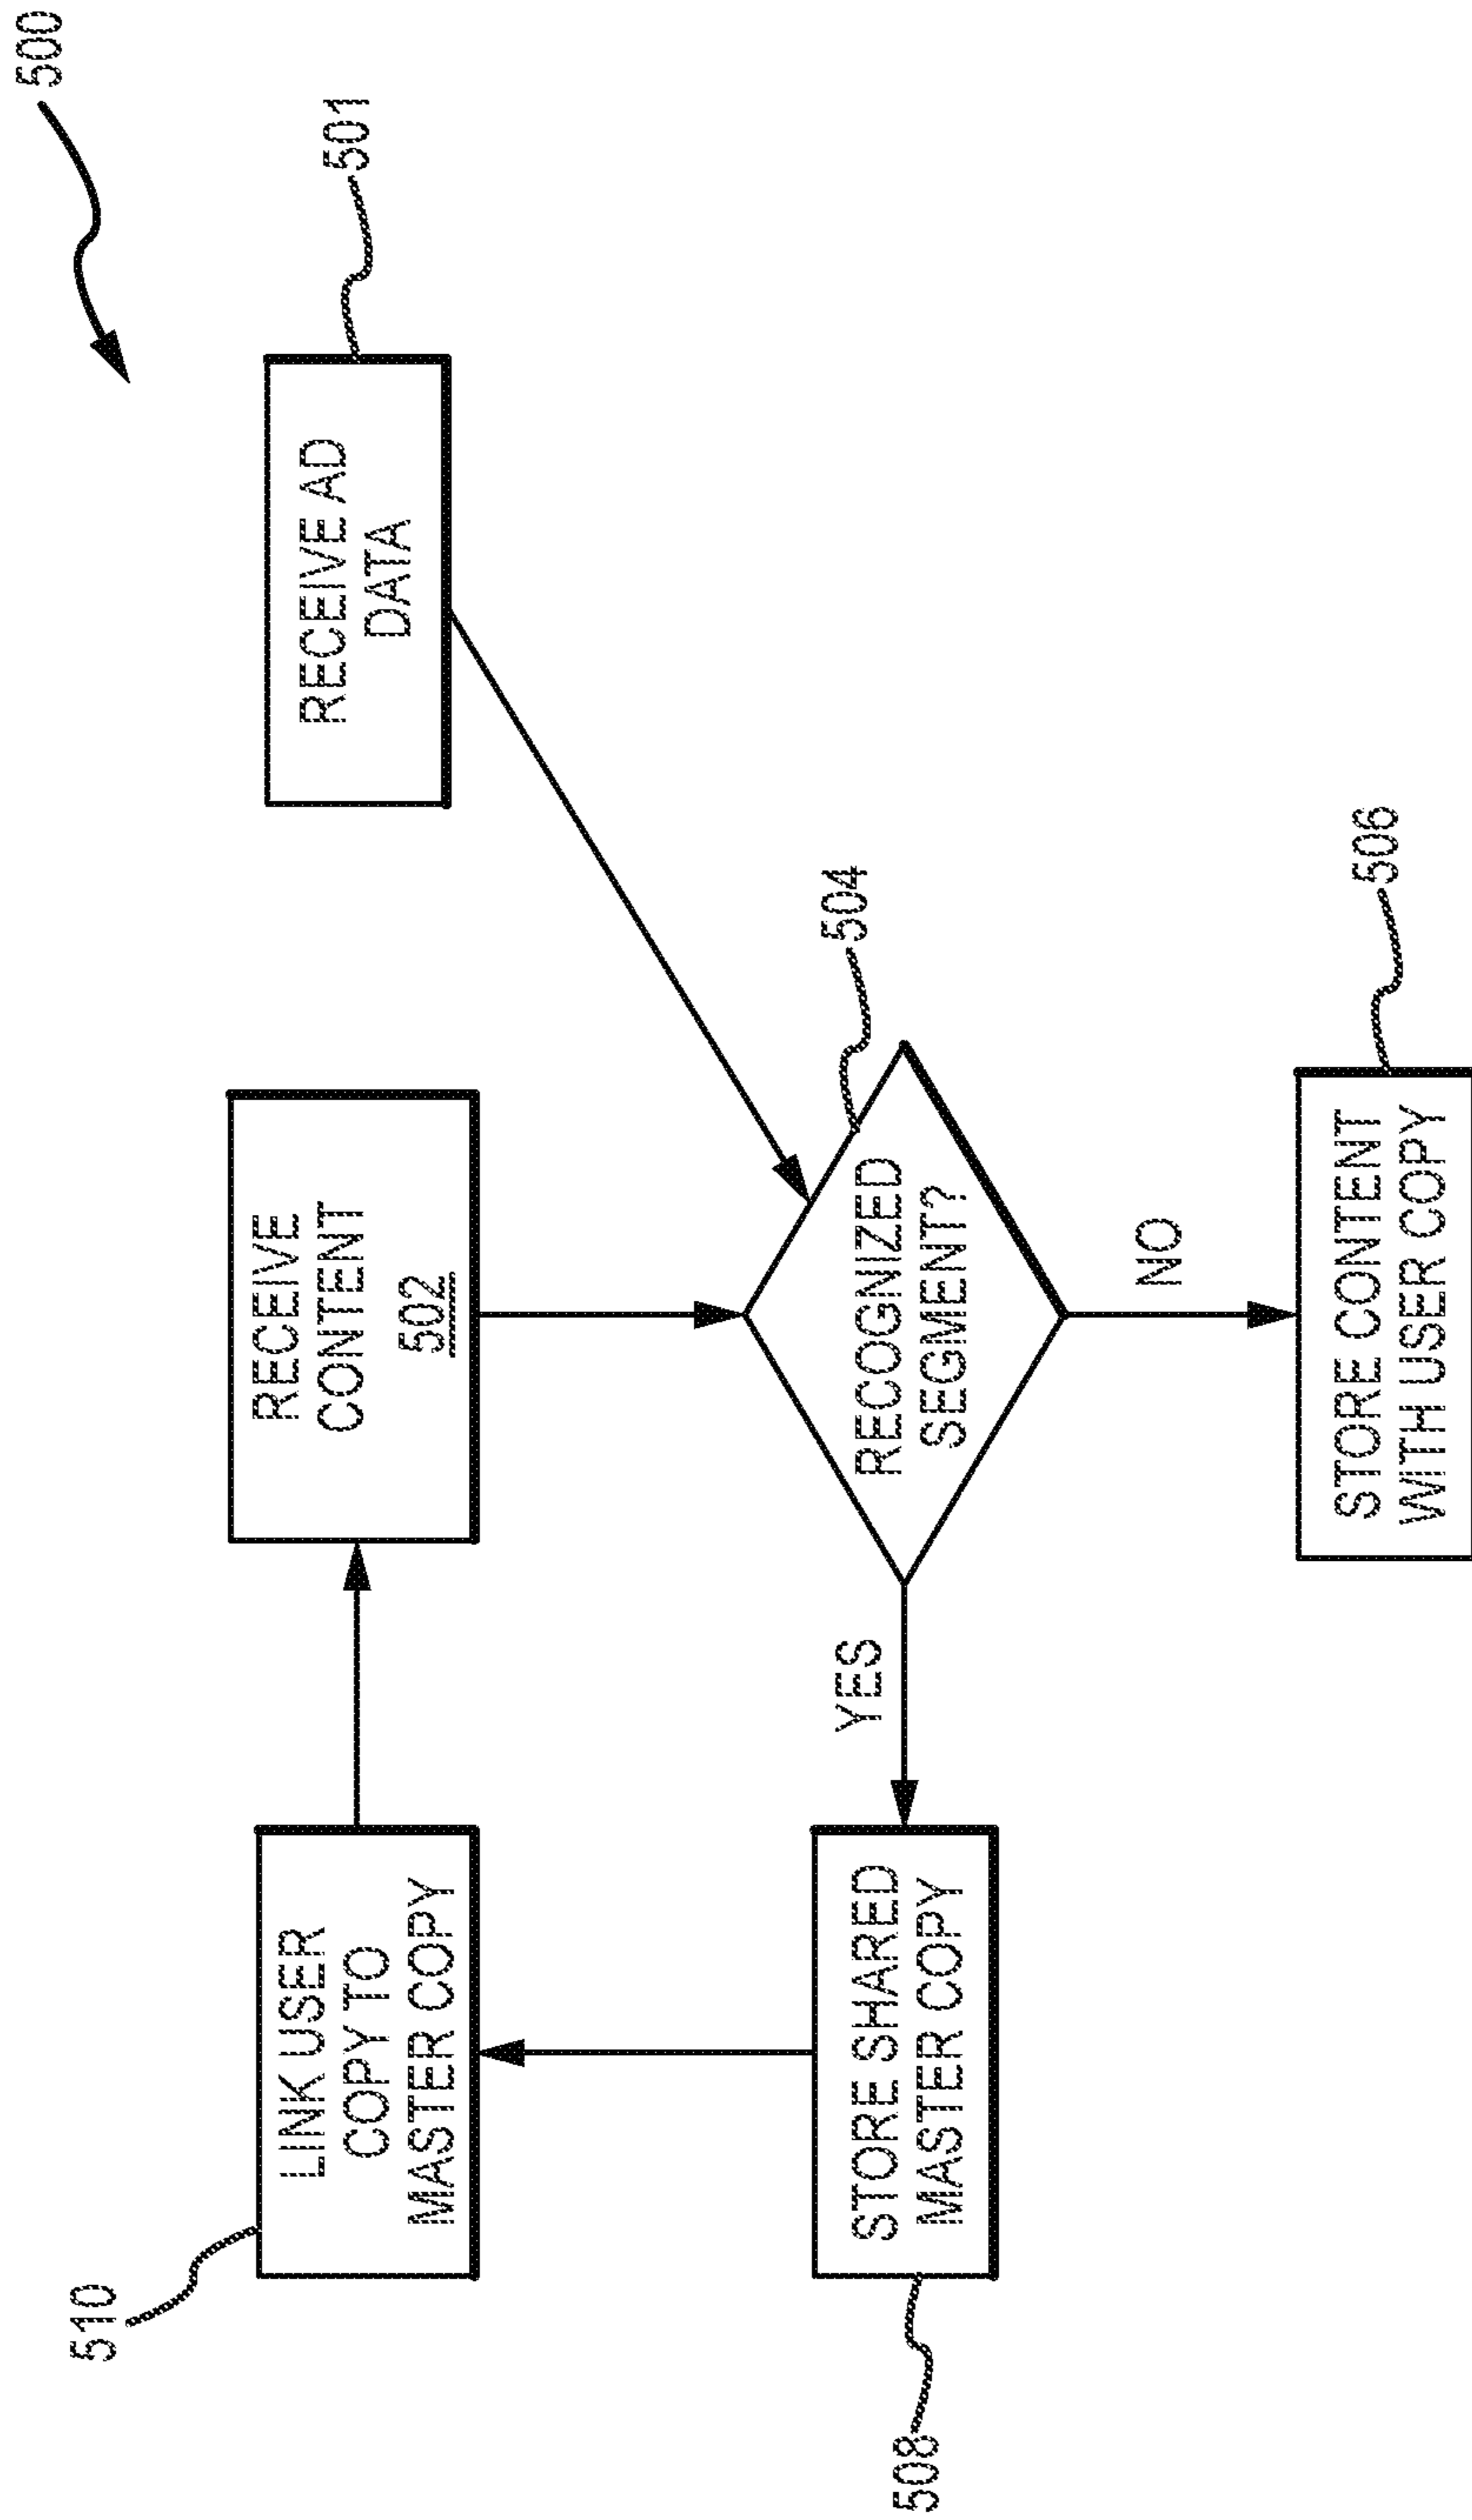 500
501
RECEIVE AD
DATA
RECEIVE
CONTENT
502
510
LINK USER
COPY TO
MASTER COPY
504
RECOGNIZED
SEGMENT?
YES
NO
508
STORE SHARED
MASTER COPY
506
STORE CONTENT
WITH USER COPY